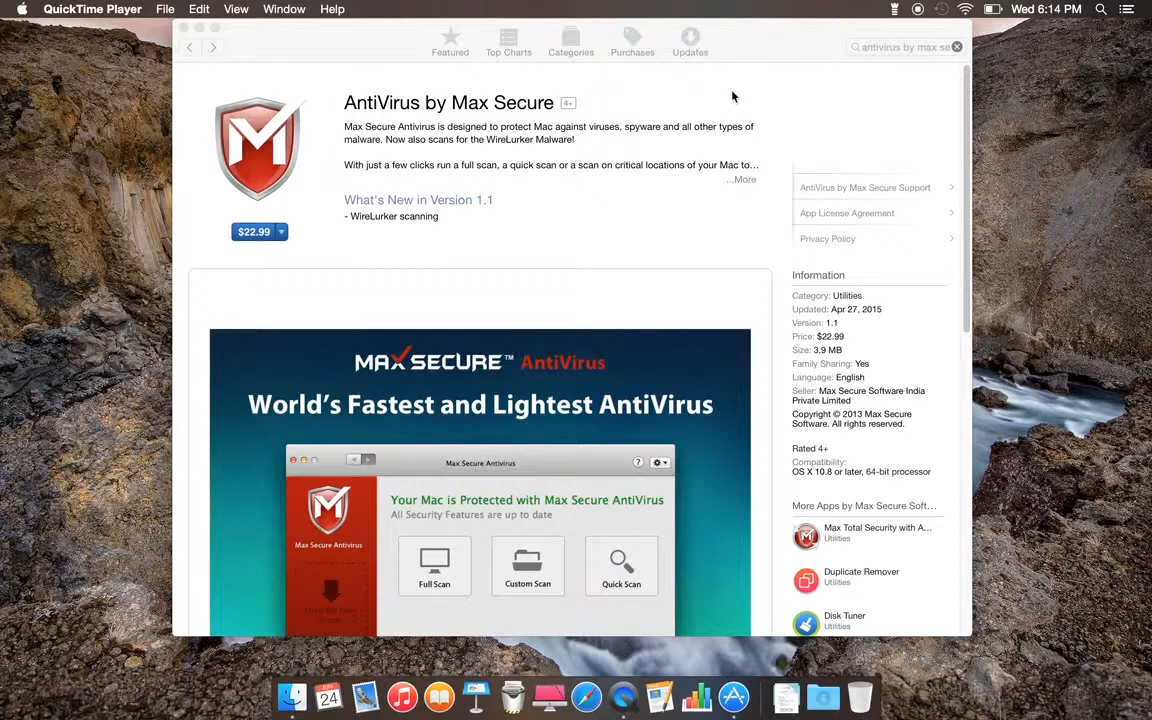 QuickTime Player File Edit View Window Help Wed 6:14 PM
Featured Top Charts Categories Purchases Updates antivirus by max se
AntiVirus by Max Secure 4+
Max Secure Antivirus is designed to protect Mac against viruses, spyware and all other types of
malware. Now also scans for the WireLurker Malware!
With just a few clicks run a full scan, a quick scan or a scan on critical locations of your Mac to...
...More
What's New in Version 1.1
- WireLurker scanning
$22.99
AntiVirus by Max Secure Support
App License Agreement
Privacy Policy
Information
Category: Utilities
Updated: Apr 27, 2015
Version: 1.1
Price: $22.99
Size: 3.9 MB
Family Sharing: Yes
Language: English
Seller: Max Secure Software India
Private Limited
Copyright © 2013 Max Secure
Software. All rights reserved.
Rated 4+
Compatibility:
OS X 10.8 or later, 64-bit processor
More Apps by Max Secure Soft...
Max Total Security with A...
Utilities
Duplicate Remover
Utilities
Disk Tuner
Utilities
MAX SECURE™ AntiVirus
World's Fastest and Lightest AntiVirus
Max Secure Antivirus
Your Mac is Protected with Max Secure AntiVirus
All Security Features are up to date
Max Secure Antivirus
Full Scan Custom Scan Quick Scan
JUN
24